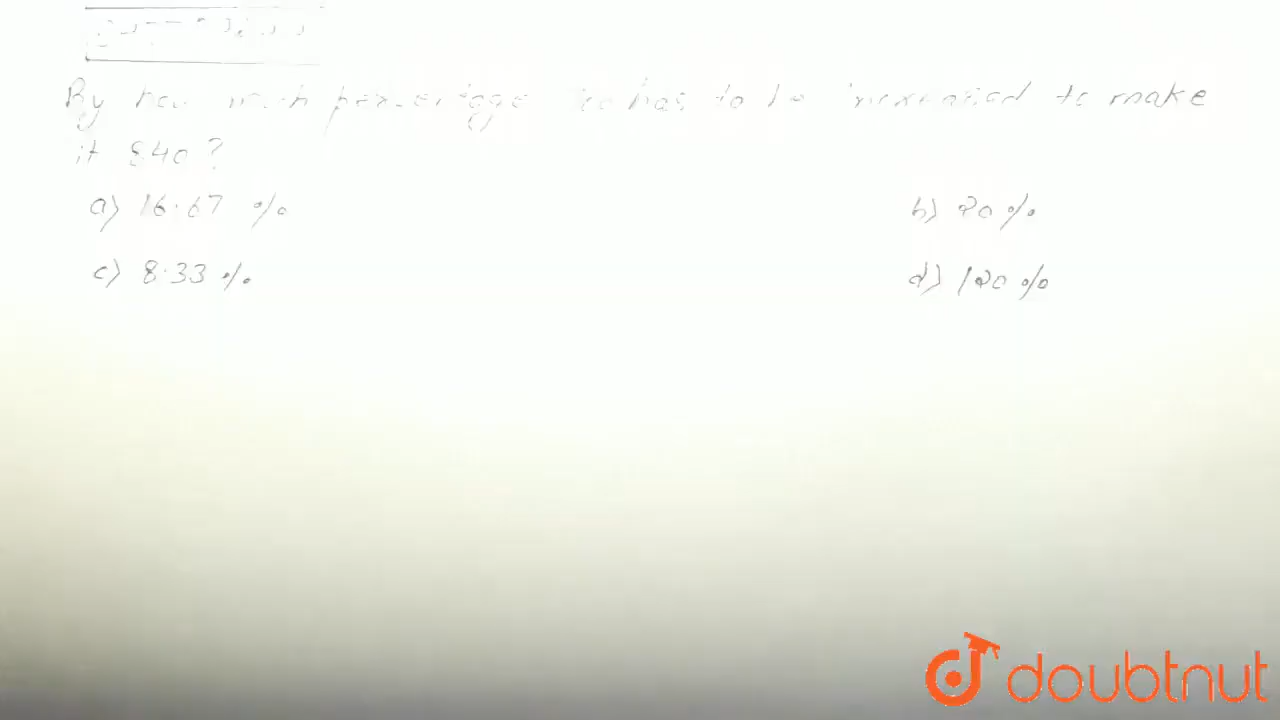 By how much percentage has to be increased to make
it 840 ?
a) 16.67 %
b) 20 %
c) 8.33 %
d) 120 %
doubtnut